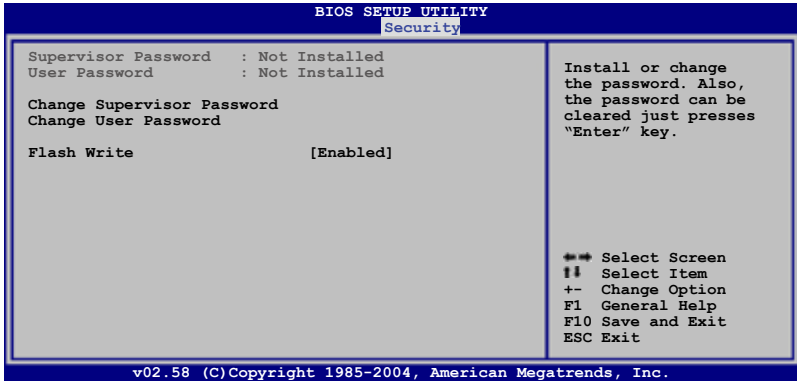 BIOS SETUP UTILITY
Security
Supervisor Password : Not Installed
User Password : Not Installed
Change Supervisor Password
Change User Password
Flash Write [Enabled]
Install or change
the password. Also,
the password can be
cleared just presses
“Enter” key.
←→ Select Screen
↑↓ Select Item
+- Change Option
F1 General Help
F10 Save and Exit
ESC Exit
v02.58 (C)Copyright 1985-2004, American Megatrends, Inc.